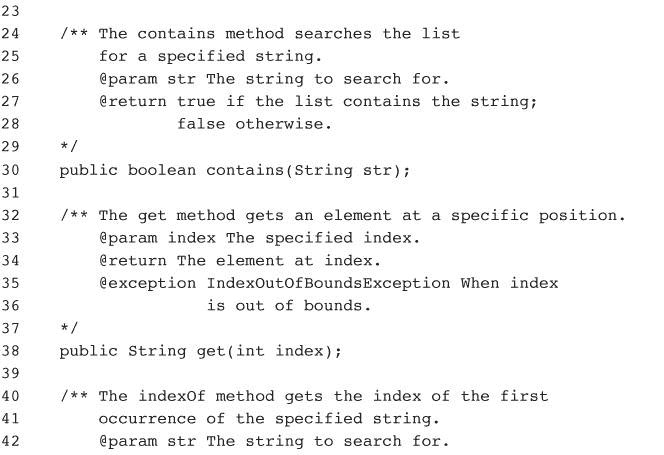 23
24    /** The contains method searches the list
25        for a specified string.
26        @param str The string to search for.
27        @return true if the list contains the string;
28                false otherwise.
29    */
30    public boolean contains(String str);
31
32    /** The get method gets an element at a specific position.
33        @param index The specified index.
34        @return The element at index.
35        @exception IndexOutOfBoundsException When index
36                   is out of bounds.
37    */
38    public String get(int index);
39
40    /** The indexOf method gets the index of the first
41        occurrence of the specified string.
42        @param str The string to search for.